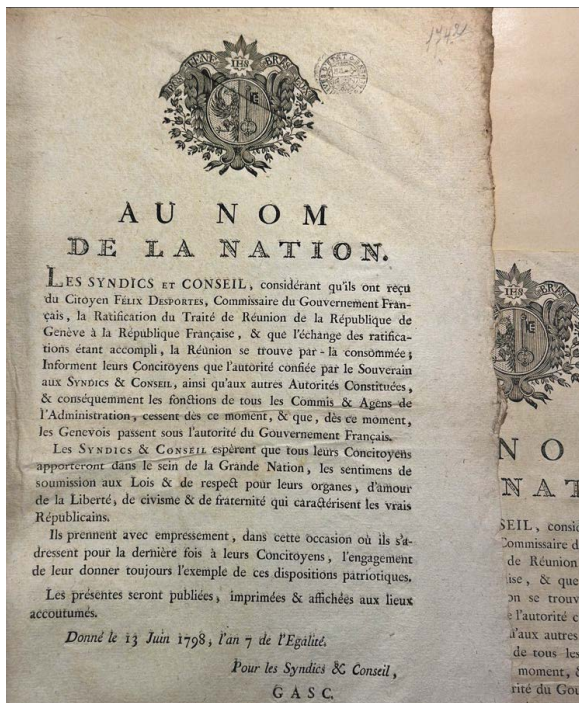 17421
IHS
AU NOM
DE LA NATION.
LES SYNDICS ET CONSEIL, considérant qu'ils ont reçu
du Citoyen FÉLIX DESPORTES, Commissaire du Gouvernement Fran-
çais, la Ratification du Traité de Réunion de la République de
Genève à la République Française, & que l'échange des ratifica-
tions étant accompli, la Réunion se trouve par-là consommée;
Informent leurs Concitoyens que l'autorité confiée par le Souverain
aux SYNDICS & CONSEIL, ainsi qu'aux autres Autorités Constituées,
& conséquemment les fonctions de tous les Commis & Agens de
l'Administration, cessent dès ce moment, & que, dès ce moment,
les Genevois passent sous l'autorité du Gouvernement Français.
Les SYNDICS & CONSEIL espèrent que tous leurs Concitoyens
apporteront dans le sein de la Grande Nation, les sentimens de
soumission aux Lois & de respect pour leurs organes, d'amour
de la Liberté, de civisme & de fraternité qui caractérisent les vrais
Républicains.
Ils prennent avec empressement, dans cette occasion où ils s'a-
dressent pour la dernière fois à leurs Concitoyens, l'engagement
de leur donner toujours l'exemple de ces dispositions patriotiques.
Les présentes seront publiées, imprimées & affichées aux lieux
accoutumés.
Donné le 13 Juin 1798, l'an 7 de l'Egalité.
Pour les Syndics & Conseil,
GASC.
IHS
NO
NAT
SEIL, consid
Commissaire d
de Réunion
ise, & que
on se trouv
e l'autorité c
u'aux autres
de tous les
moment, &
rité du Gou